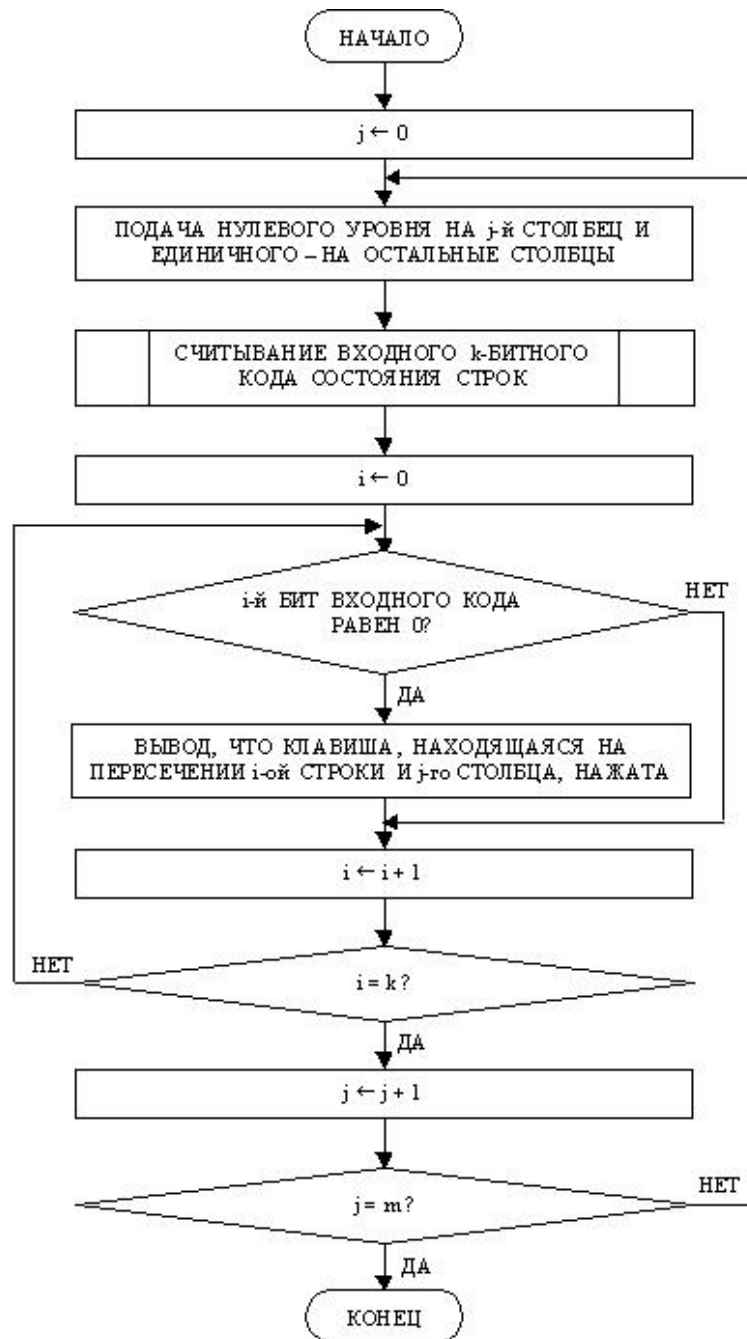 НАЧАЛО
j ← 0
ПОДАЧА НУЛЕВОГО УРОВНЯ НА j-й СТОЛБЕЦ И
ЕДИНИЧНОГО – НА ОСТАЛЬНЫЕ СТОЛБЦЫ
СЧИТЫВАНИЕ ВХОДНОГО k-БИТНОГО
КОДА СОСТОЯНИЯ СТРОК
i ← 0
i-й БИТ ВХОДНОГО КОДА
РАВЕН 0?
НЕТ
ДА
ВЫВОД, ЧТО КЛАВИША, НАХОДЯЩАЯСЯ НА
ПЕРЕСЕЧЕНИИ i-ой СТРОКИ И j-го СТОЛБЦА, НАЖАТА
i ← i + 1
НЕТ
i = k ?
ДА
j ← j + 1
j = m ?
НЕТ
ДА
КОНЕЦ